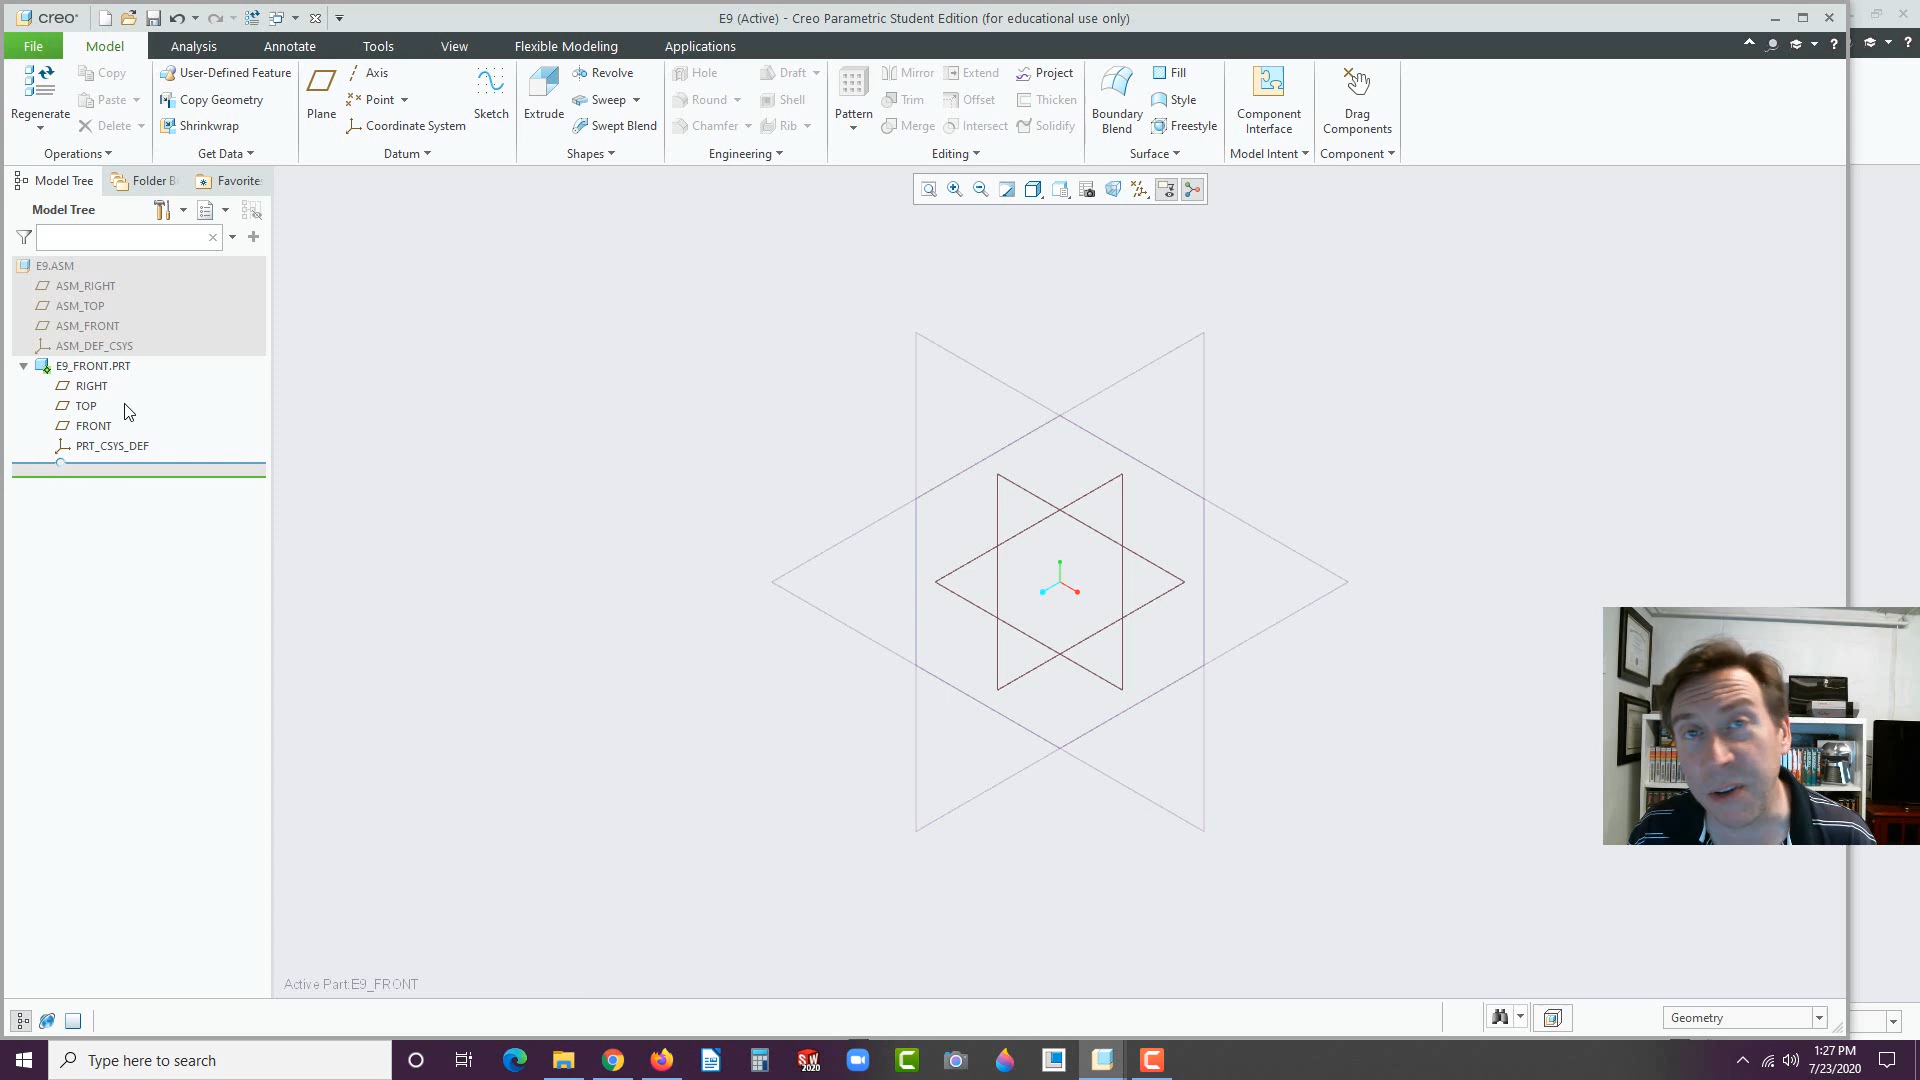 creo
E9 (Active) - Creo Parametric Student Edition (for educational use only)
File
Model
Analysis
Annotate
Tools
View
Flexible Modeling
Applications
Regenerate
Copy
Paste
Delete
Operations
User-Defined Feature
Copy Geometry
Shrinkwrap
Get Data
Plane
Axis
Point
Coordinate System
Sketch
Datum
Extrude
Revolve
Sweep
Swept Blend
Shapes
Hole
Round
Chamfer
Draft
Shell
Rib
Engineering
Pattern
Mirror
Trim
Merge
Extend
Offset
Intersect
Project
Thicken
Solidify
Editing
Boundary
Blend
Fill
Style
Freestyle
Surface
Component
Interface
Model Intent
Drag
Components
Component
Model Tree
Folder B
Favorite
Model Tree
E9.ASM
ASM_RIGHT
ASM_TOP
ASM_FRONT
ASM_DEF_CSYS
E9_FRONT.PRT
RIGHT
TOP
FRONT
PRT_CSYS_DEF
Active Part:E9_FRONT
Geometry
Type here to search
SW
2020
1:27 PM
7/23/2020